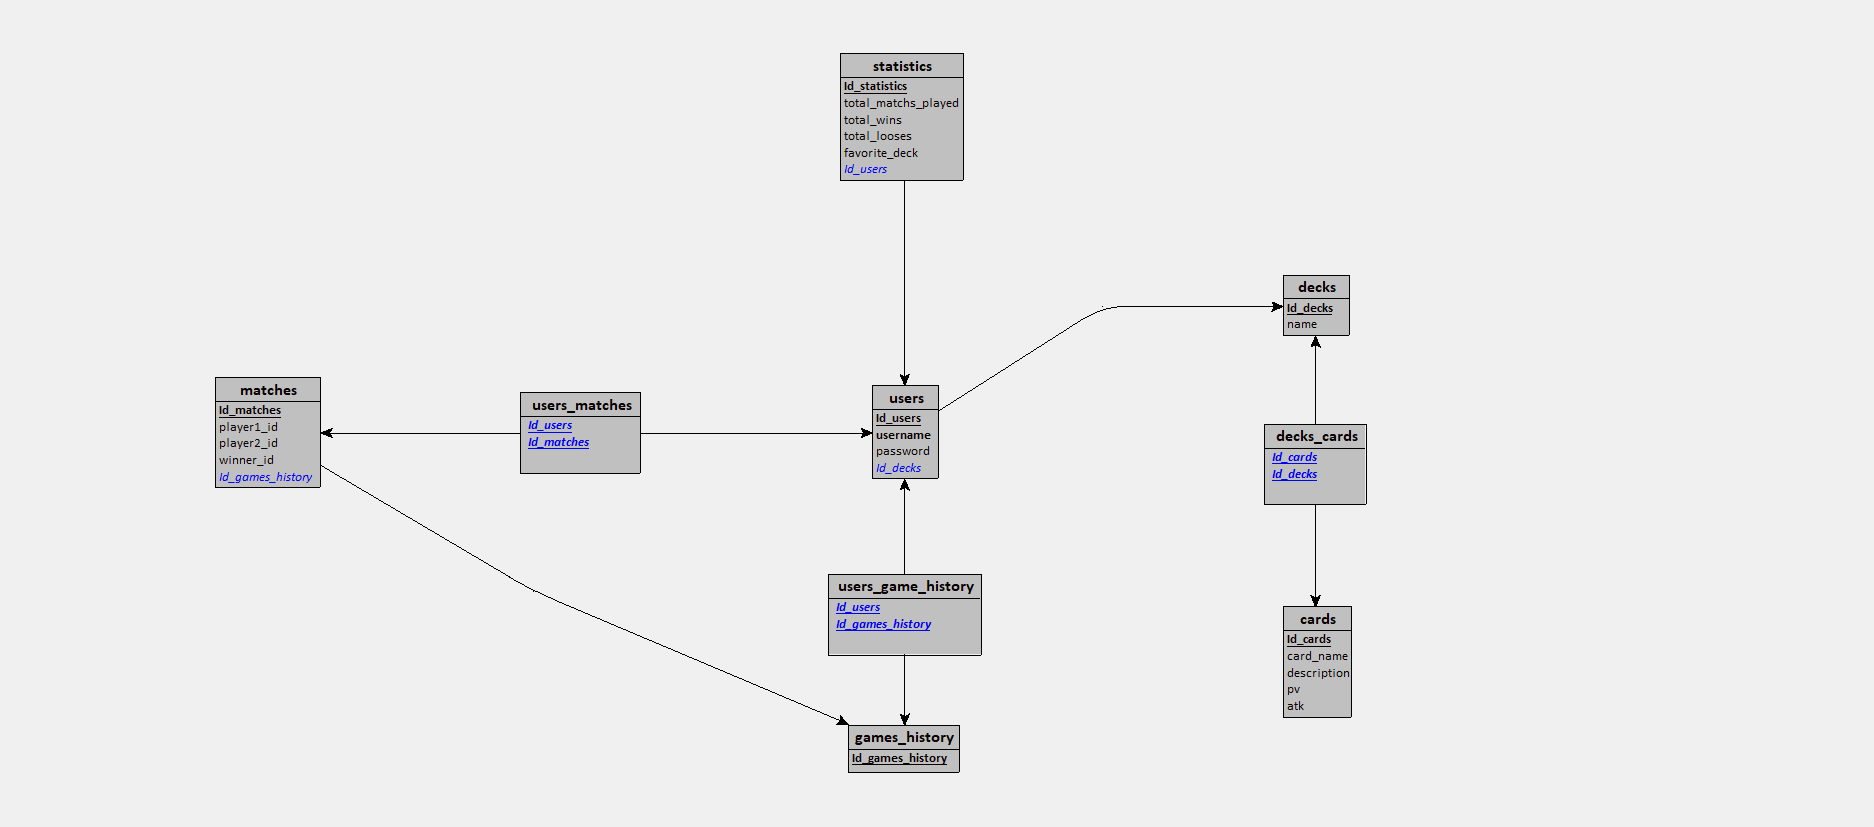 statistics
Id_statistics
total_matchs_played
total_wins
total_looses
favorite_deck
Id_users
decks
Id_decks
name
matches
Id_matches
player1_id
player2_id
winner_id
Id_games_history
users_matches
Id_users
Id_matches
users
Id_users
username
password
Id_decks
decks_cards
Id_cards
Id_decks
users_game_history
Id_users
Id_games_history
cards
Id_cards
card_name
description
pv
atk
games_history
Id_games_history